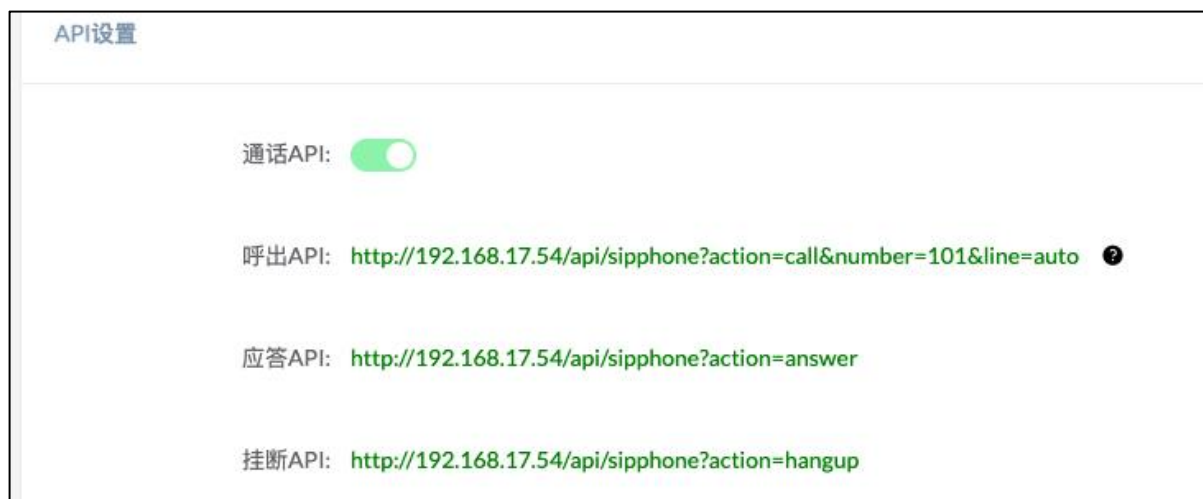 API设置
通话API:
呼出API: http://192.168.17.54/api/sipphone?action=call&number=101&line=auto ?
应答API: http://192.168.17.54/api/sipphone?action=answer
挂断API: http://192.168.17.54/api/sipphone?action=hangup